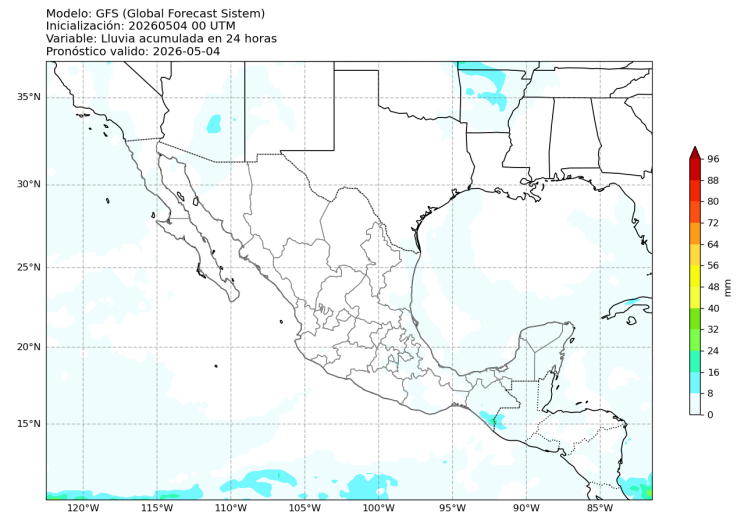 Modelo: GFS (Global Forecast Sistem)
Inicialización: 20260504 00 UTM
Variable: Lluvia acumulada en 24 horas
Pronóstico valido: 2026-05-04
35°N
30°N
25°N
20°N
15°N
120°W 115°W 110°W 105°W 100°W 95°W 90°W 85°W
96
88
80
72
64
56
48
40
32
24
16
8
0
mm